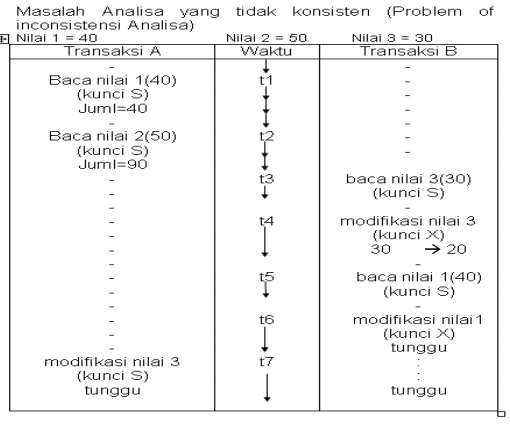 Masalah Analisa yang tidak konsisten (Problem of
inconsistensi Analisa)
Nilai 1 = 40 Nilai 2 = 50 Nilai 3 = 30
Transaksi A Waktu Transaksi B
- -
Baca nilai 1(40) t1 -
(kunci S) -
Juml=40 -
- -
Baca nilai 2(50) t2 -
(kunci S) -
Juml=90
- t3 baca nilai 3(30)
- (kunci S)
- -
- t4 modifikasi nilai 3
- (kunci X)
- 30 → 20
- -
- t5 baca nilai 1(40)
- (kunci S)
- -
- t6 modifikasi nilai1
- (kunci X)
- tunggu
modifikasi nilai 3 t7 :
(kunci S) :
tunggu tunggu